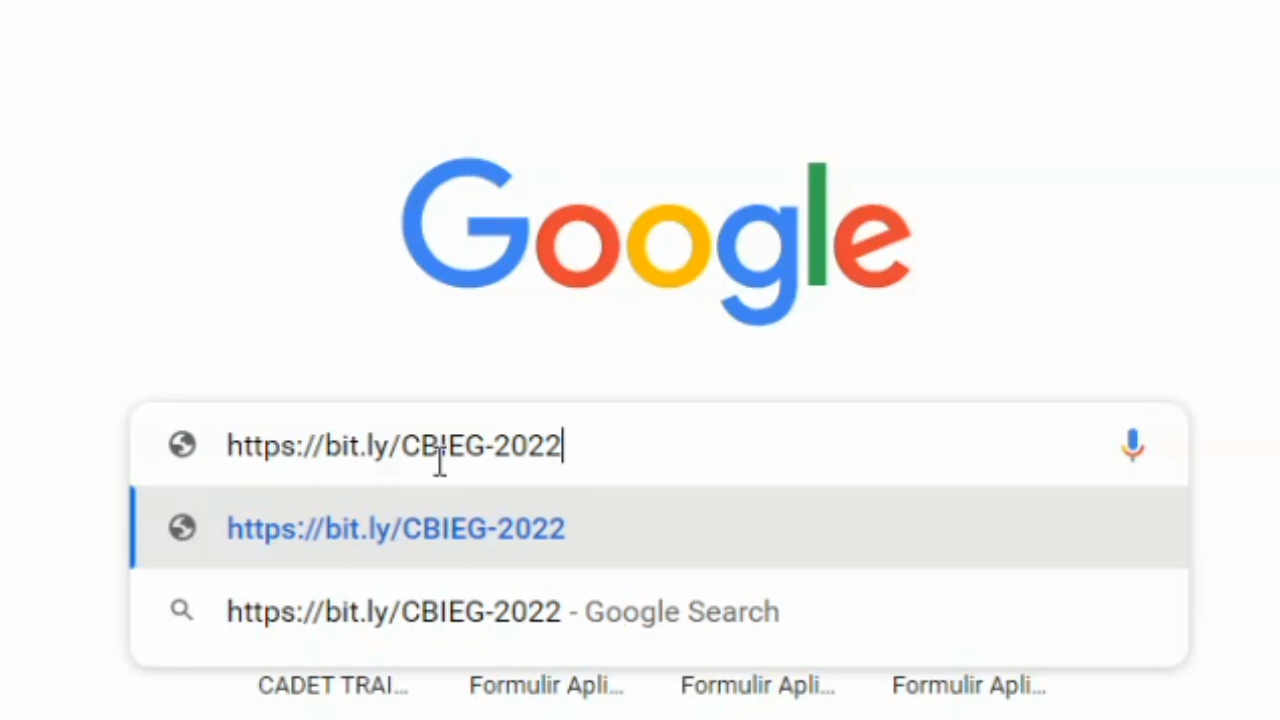 Google
https://bit.ly/CBIEG-2022
https://bit.ly/CBIEG-2022
https://bit.ly/CBIEG-2022 - Google Search
CADET TRAI... Formulir Apli... Formulir Apli... Formulir Apli...